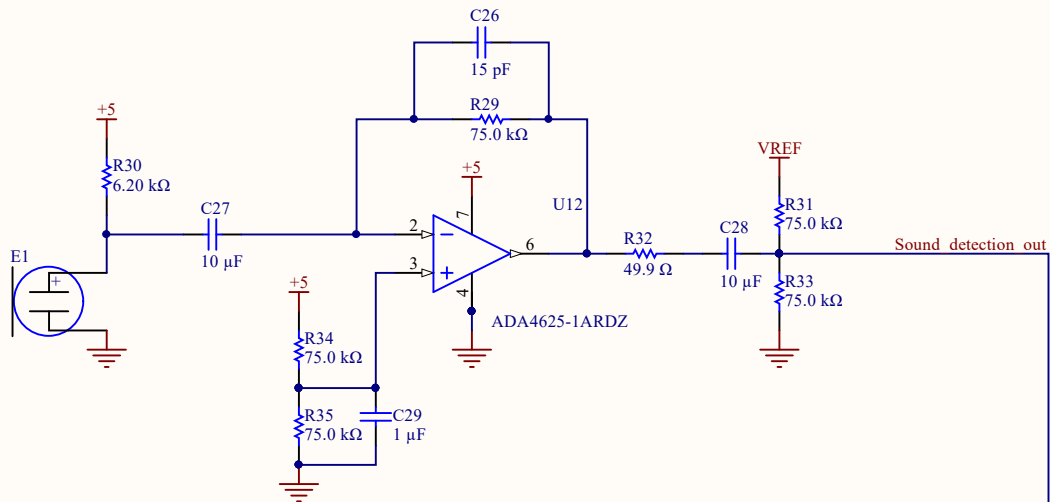 C26
15 pF
R29
75.0 kΩ
+5
R30
6.20 kΩ
C27
10 µF
E1
+
+5
7
U12
2
−
3
+
6
4
ADA4625-1ARDZ
+5
R34
75.0 kΩ
R35
75.0 kΩ
C29
1 µF
R32
49.9 Ω
C28
10 µF
VREF
R31
75.0 kΩ
R33
75.0 kΩ
Sound detection out